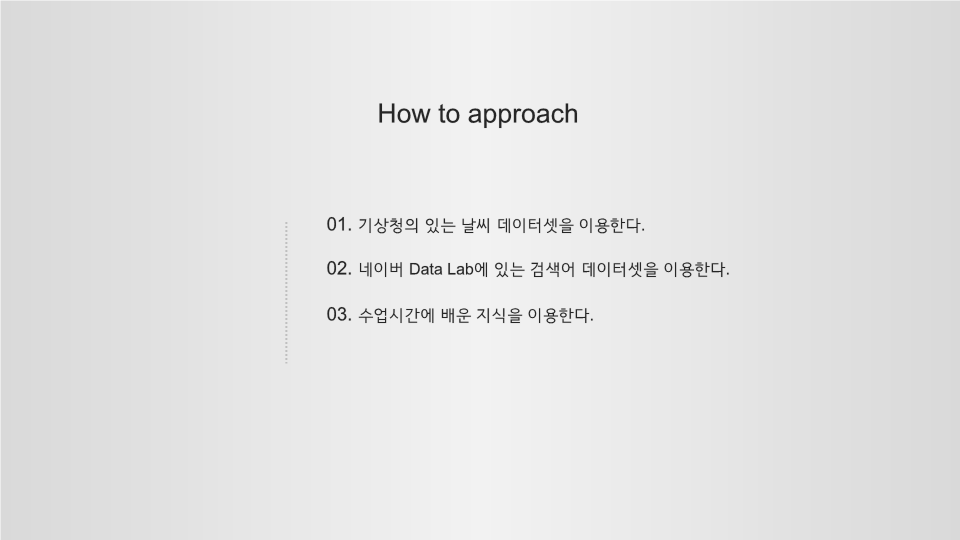 How to approach
01. 기상청의 있는 날씨 데이터셋을 이용한다.
02. 네이버 Data Lab에 있는 검색어 데이터셋을 이용한다.
03. 수업시간에 배운 지식을 이용한다.